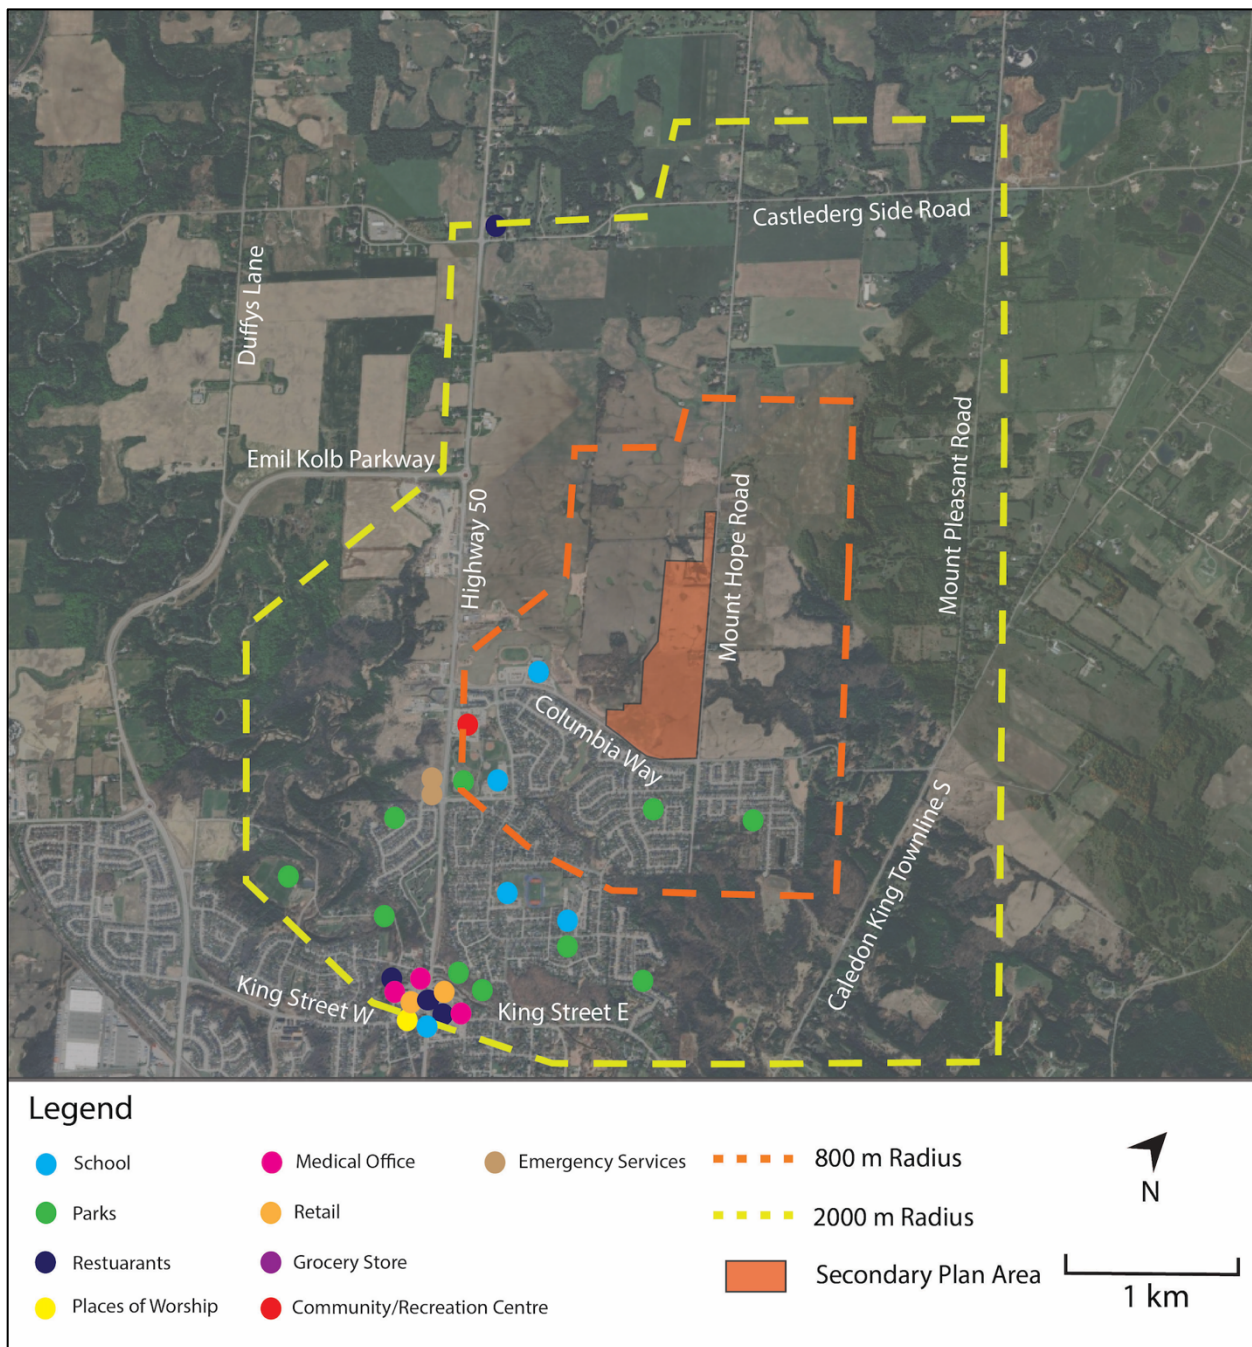 Castlederg Side Road
Duffys Lane
Emil Kolb Parkway
Highway 50
Mount Hope Road
Mount Pleasant Road
Columbia Way
Caledon King Townline S
King Street W
King Street E
Legend
School
Medical Office
Emergency Services
800 m Radius
N
Parks
Retail
2000 m Radius
Restuarants
Grocery Store
Secondary Plan Area
1 km
Places of Worship
Community/Recreation Centre